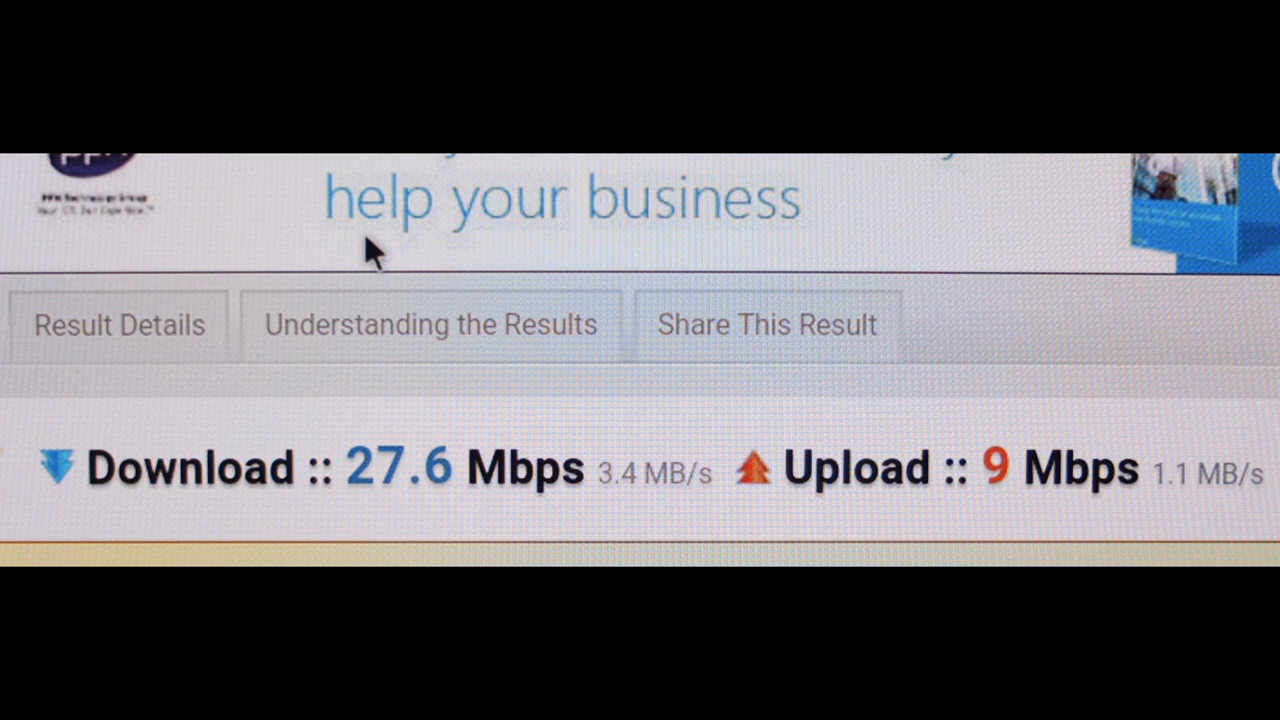 help your business
Result Details Understanding the Results Share This Result
Download :: 27.6 Mbps 3.4 MB/s Upload :: 9 Mbps 1.1 MB/s